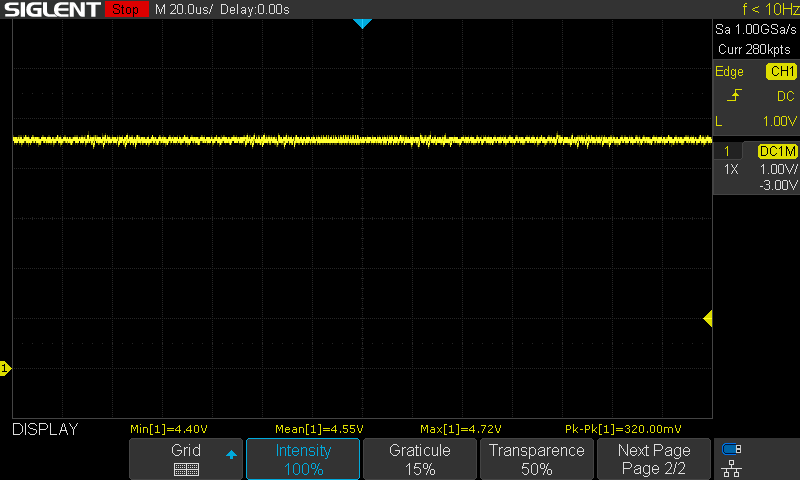 SIGLENT Stop M 20.0us/ Delay:0.00s f < 10Hz
Sa 1.00GSa/s
Curr 280kpts
Edge CH1
DC
L 1.00V
1 DC1M
1X 1.00V/
-3.00V
1
DISPLAY Min[1]=4.40V Mean[1]=4.55V Max[1]=4.72V Pk-Pk[1]=320.00mV
Grid Intensity Graticule Transparence Next Page
100% 15% 50% Page 2/2